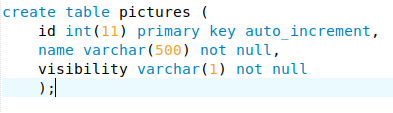 create table pictures (
    id int(11) primary key auto_increment,
    name varchar(500) not null,
    visibility varchar(1) not null
    );